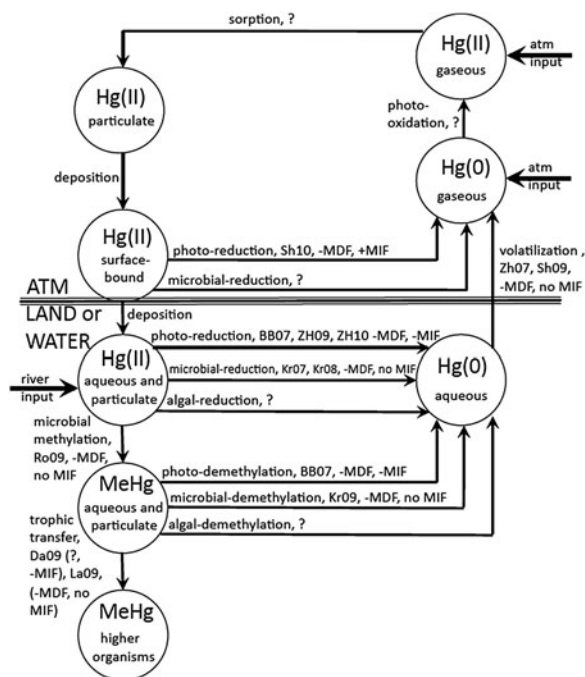 sorption, ?
Hg(II)
gaseous
atm
input
Hg(II)
particulate
photo-
oxidation, ?
deposition
Hg(0)
gaseous
atm
input
Hg(II)
surface-
bound
photo-reduction, Sh10, -MDF, +MIF
microbial-reduction, ?
volatilization ,
Zh07, Sh09,
-MDF, no MIF
ATM
LAND or
WATER
deposition
photo-reduction, BB07, ZH09, ZH10 -MDF, -MIF
Hg(II)
aqueous and
particulate
river
input
microbial-reduction, Kr07, Kr08, -MDF, no MIF
algal-reduction, ?
Hg(0)
aqueous
microbial
methylation,
Ro09, -MDF,
no MIF
photo-demethylation, BB07, -MDF, -MIF
MeHg
aqueous and
particulate
microbial-demethylation, Kr09, -MDF, no MIF
algal-demethylation, ?
trophic
transfer,
Da09 (?,
-MIF), La09,
(-MDF, no
MIF)
MeHg
higher
organisms